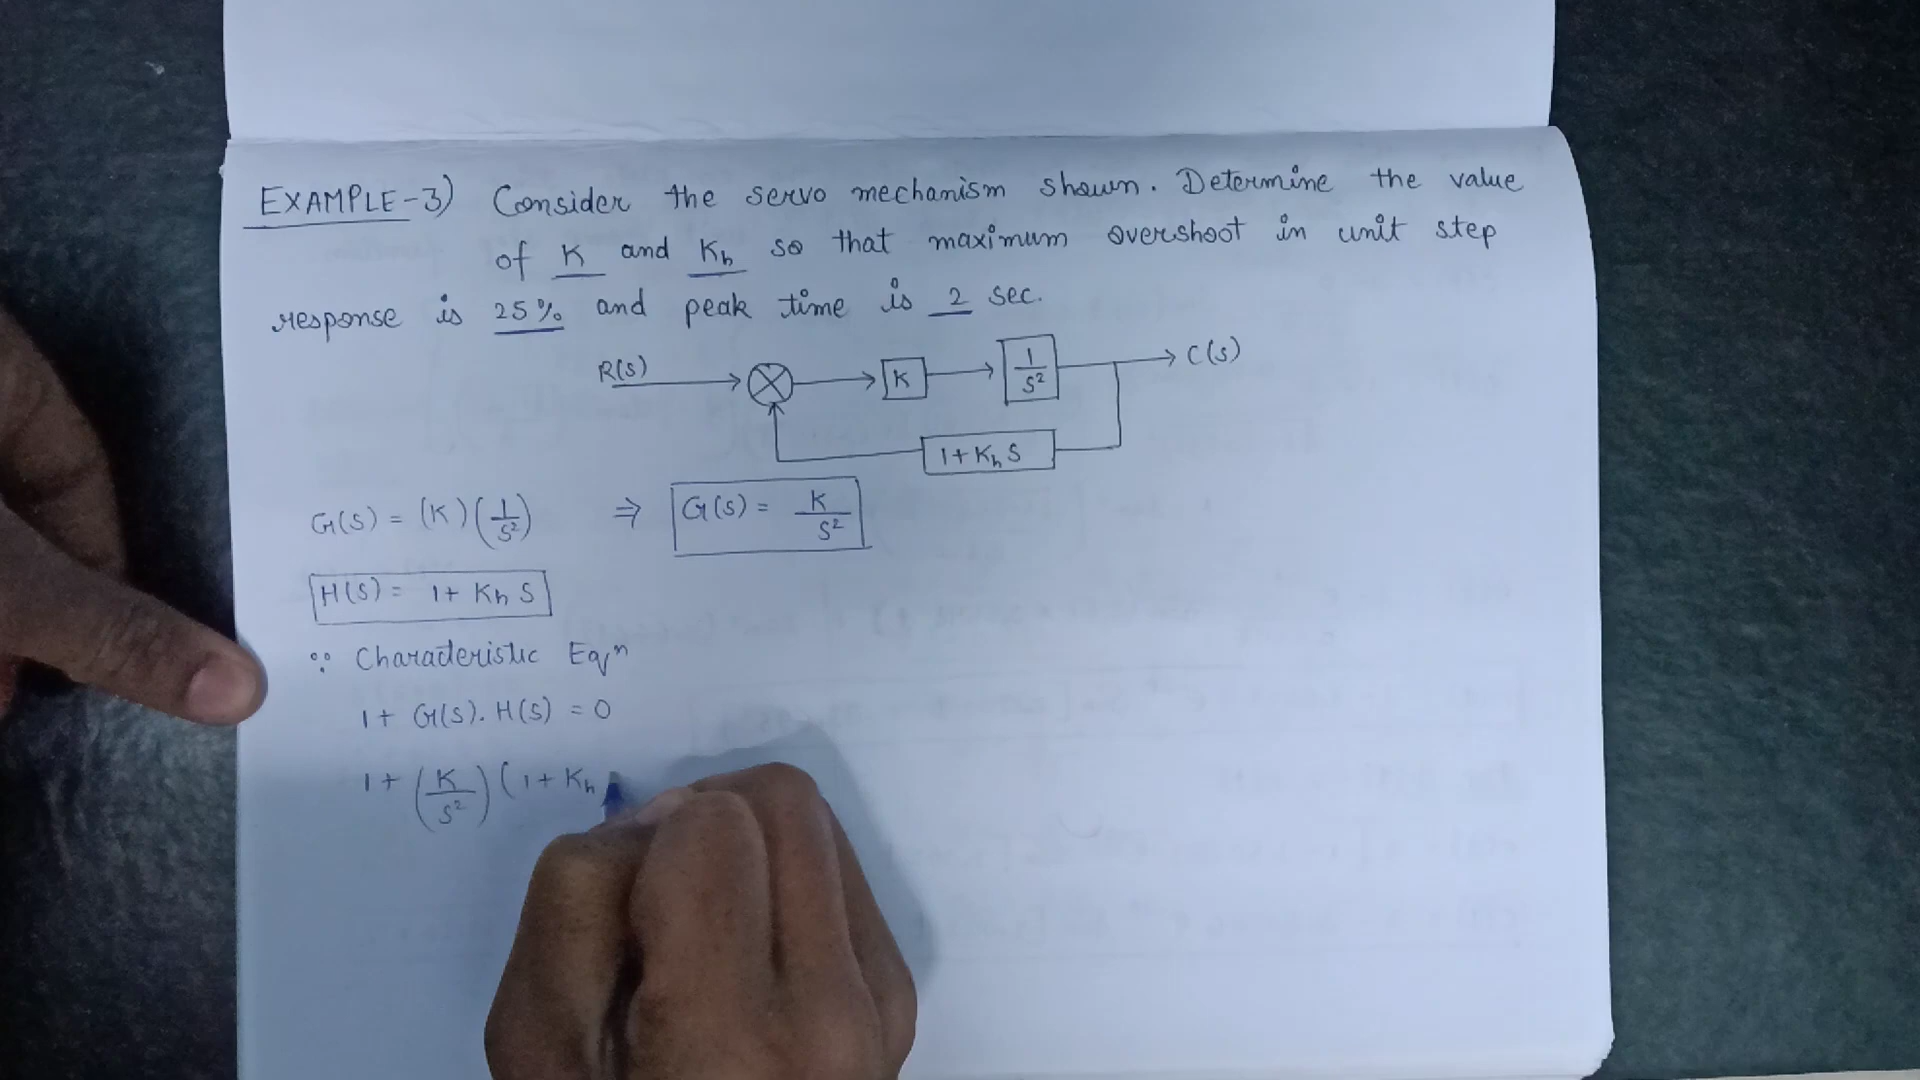 EXAMPLE-3) Consider the servo mechanism shown. Determine the value
of K and Kh so that maximum overshoot in unit step
response is 25% and peak time is 2 sec.
R(s) K 1/S² C(s)
1+KhS
G(S) = (K)(1/S²) ⇒ G(S) = K/S²
H(S) = 1+ Kh S
∵ Characteristic Eqⁿ
1+ G(S). H(S) = 0
1+ (K/S²)(1+Kh